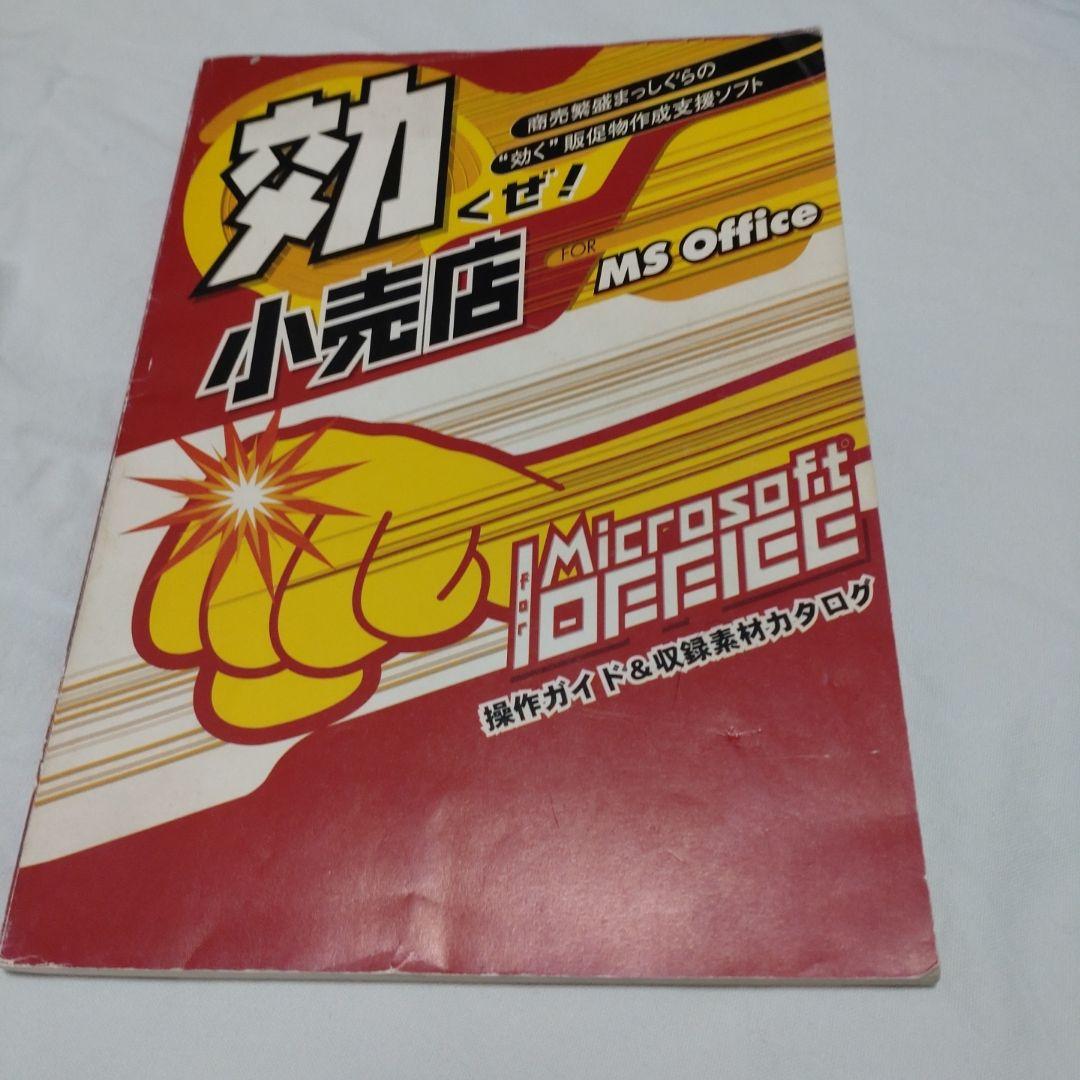 商売繁盛まっしぐらの
“効く”販促物作成支援ソフト
効くぜ！
小売店
FOR MS Office
for Microsoft
OFFICE
操作ガイド＆収録素材カタログ